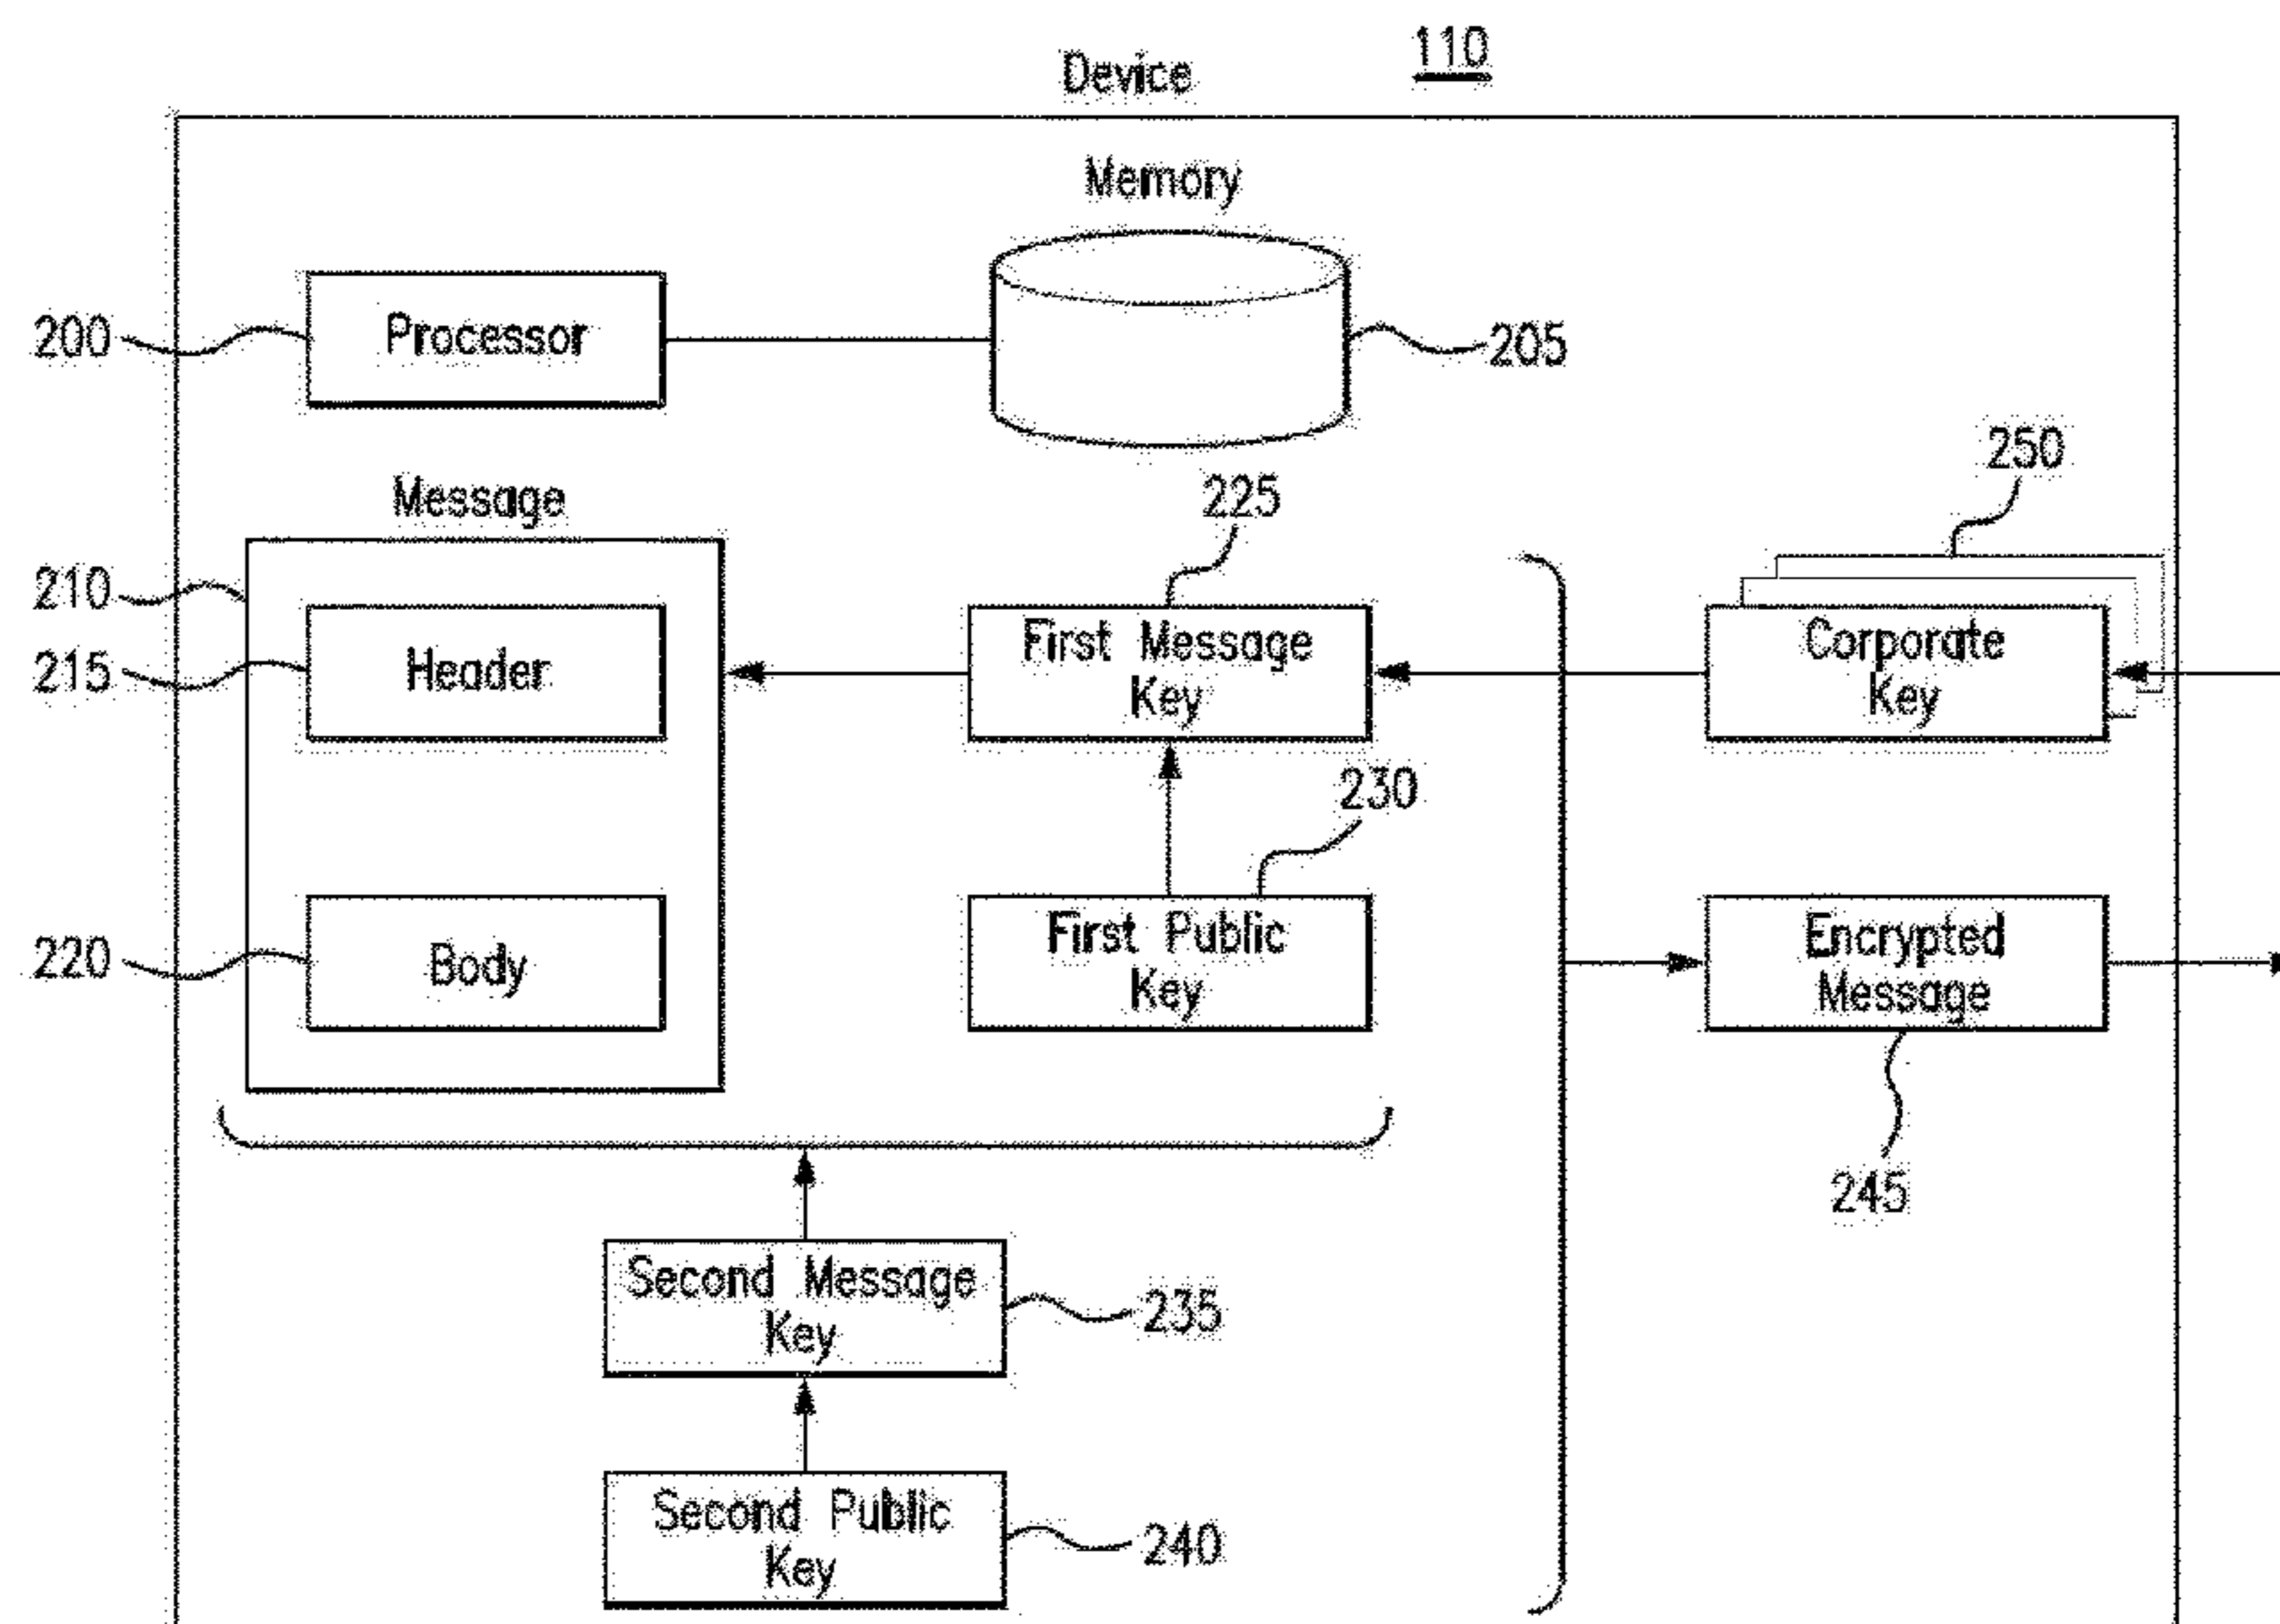 Device 110
Memory
200 Processor 205
250
Message 225
210
215 Header First Message Key Corporate Key
230
220 Body First Public Key Encrypted Message
245
Second Message Key 235
Second Public Key 240